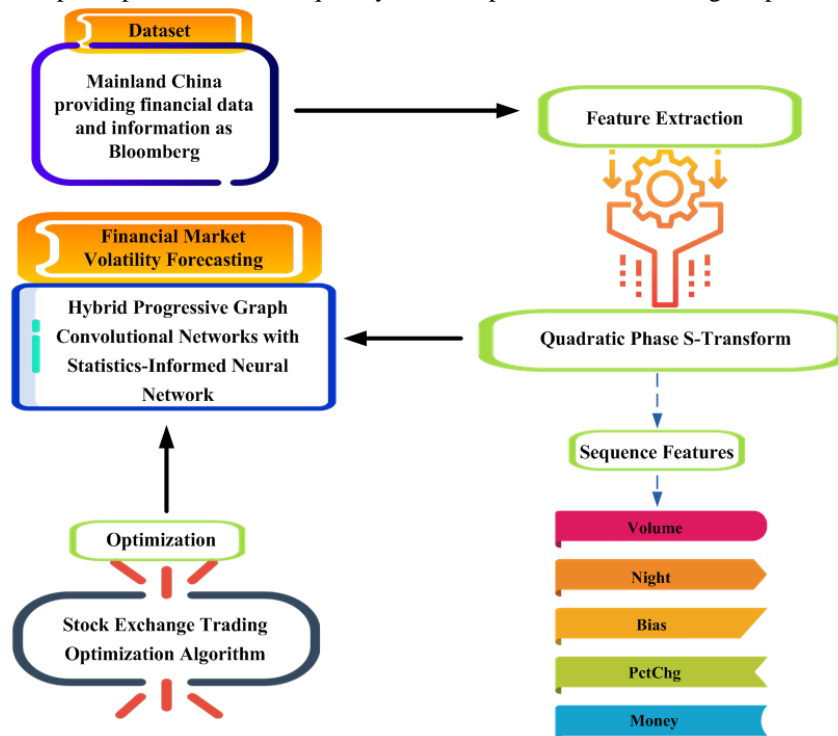 Dataset
Mainland China
providing financial data
and information as
Bloomberg
Feature Extraction
Financial Market
Volatility Forecasting
Hybrid Progressive Graph
Convolutional Networks with
Statistics-Informed Neural
Network
Quadratic Phase S-Transform
Sequence Features
Volume
Night
Bias
PctChg
Money
Optimization
Stock Exchange Trading
Optimization Algorithm